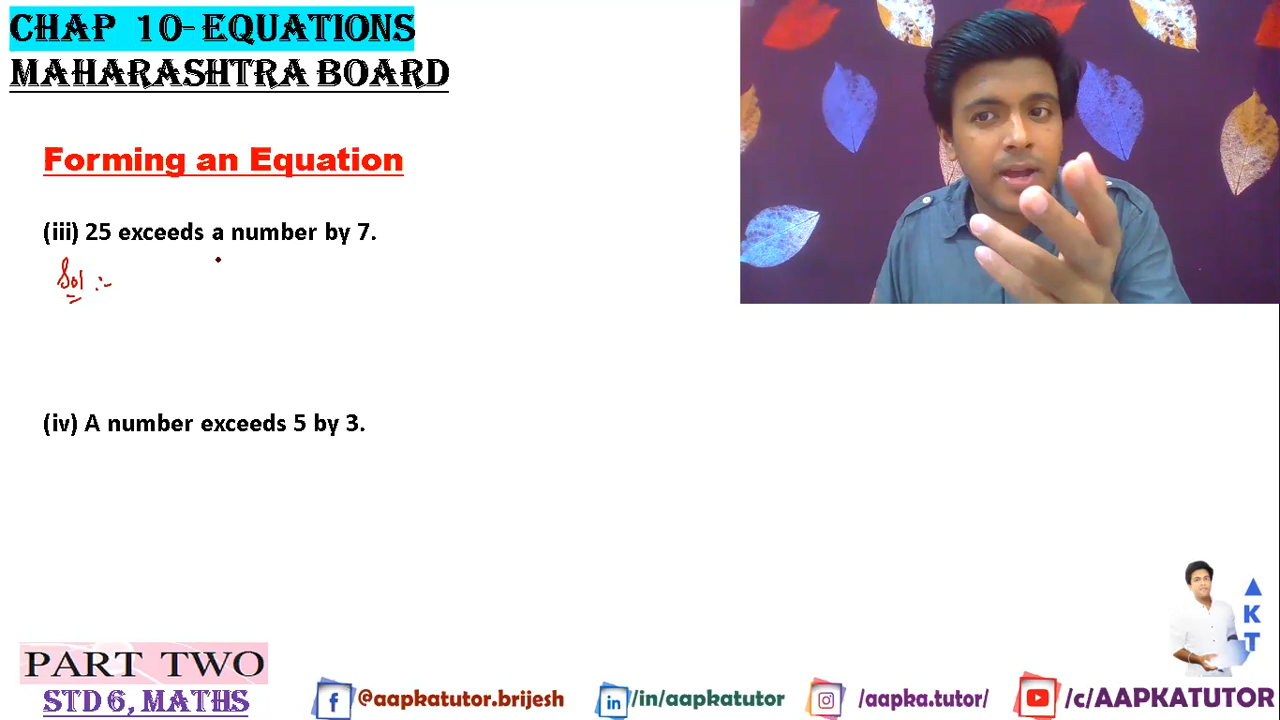 CHAP 10-EQUATIONS
MAHARASHTRA BOARD
Forming an Equation
(iii) 25 exceeds a number by 7.
Sol :-
(iv) A number exceeds 5 by 3.
AKT
PART TWO
STD 6, MATHS
@aapkatutor.brijesh
/in/aapkatutor
/aapka.tutor/
/c/AAPKATUTOR